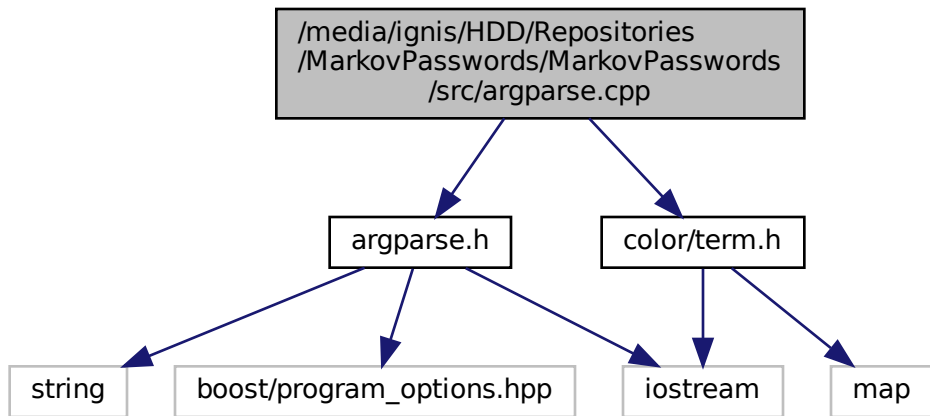 /media/ignis/HDD/Repositories
/MarkovPasswords/MarkovPasswords
/src/argparse.cpp
argparse.h
color/term.h
string
boost/program_options.hpp
iostream
map